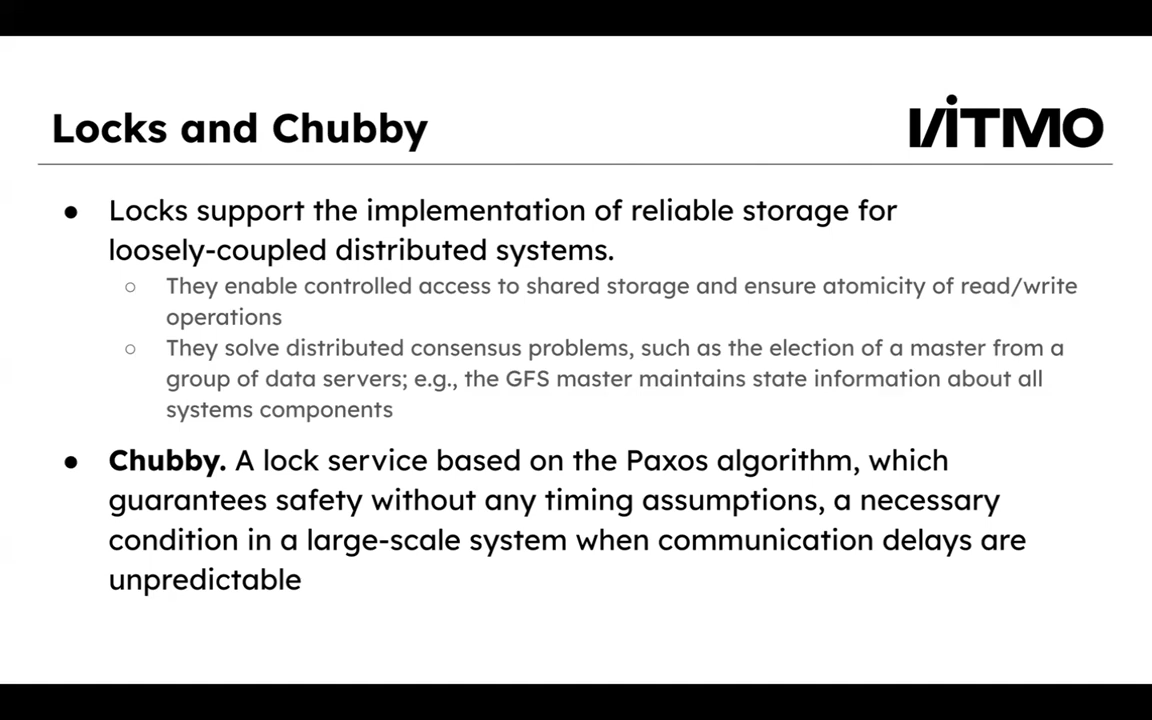 Locks and Chubby
ITMO
● Locks support the implementation of reliable storage for
loosely-coupled distributed systems.
○ They enable controlled access to shared storage and ensure atomicity of read/write
operations
○ They solve distributed consensus problems, such as the election of a master from a
group of data servers; e.g., the GFS master maintains state information about all
systems components
● Chubby. A lock service based on the Paxos algorithm, which
guarantees safety without any timing assumptions, a necessary
condition in a large-scale system when communication delays are
unpredictable